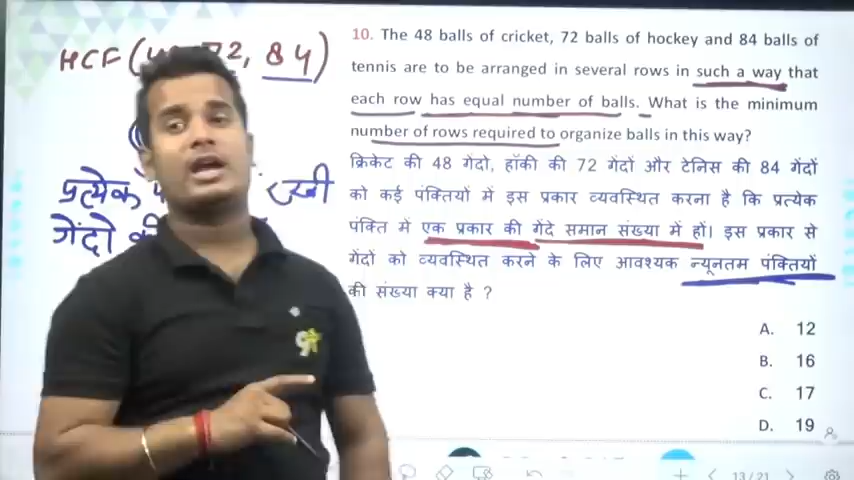 HCF ( 72, 84 )
प्रत्येक रखी
गेंदो की
10. The 48 balls of cricket, 72 balls of hockey and 84 balls of
tennis are to be arranged in several rows in such a way that
each row has equal number of balls. What is the minimum
number of rows required to organize balls in this way?
क्रिकेट की 48 गेंदो, हॉकी की 72 गेंदों और टेनिस की 84 गेंदों
को कई पंक्तियों में इस प्रकार व्यवस्थित करना है कि प्रत्येक
पंक्ति में एक प्रकार की गेंदे समान संख्या में हों। इस प्रकार से
गेंदों को व्यवस्थित करने के लिए आवश्यक न्यूनतम पंक्तियों
की संख्या क्या है ?
A. 12
B. 16
C. 17
D. 19
13/21